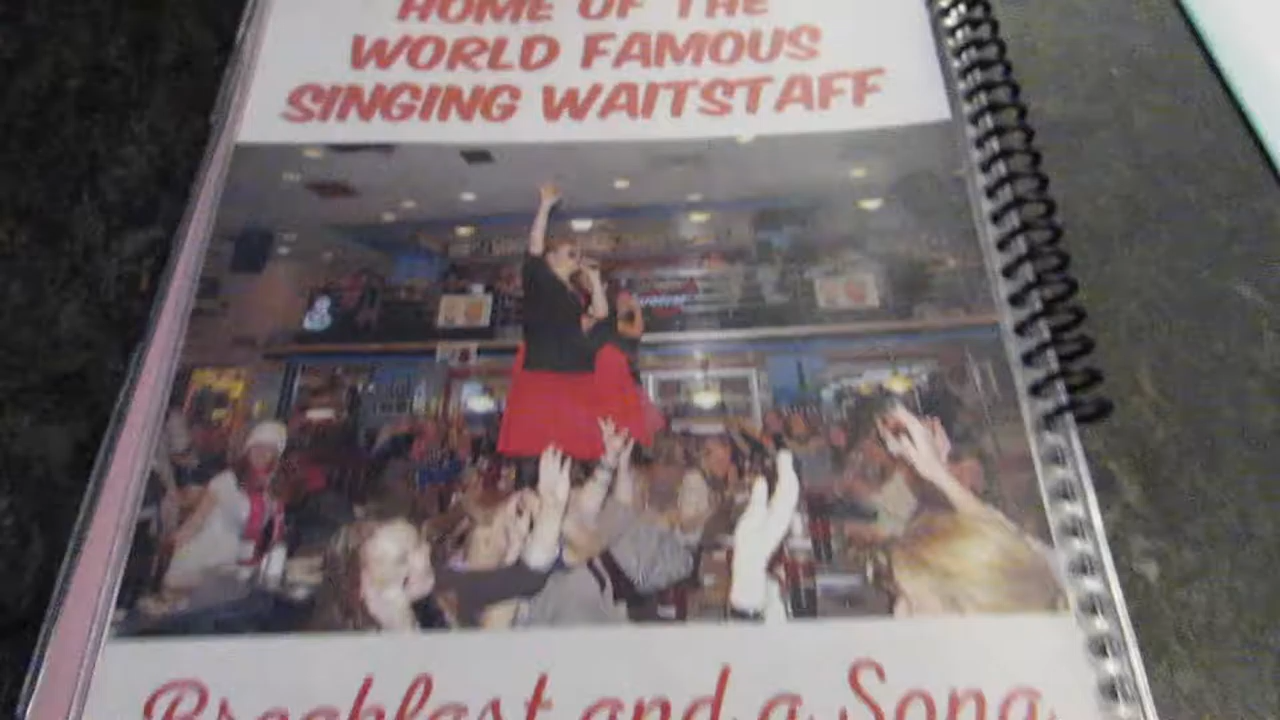 HOME OF THE
WORLD FAMOUS
SINGING WAITSTAFF
Breakfast and a Song